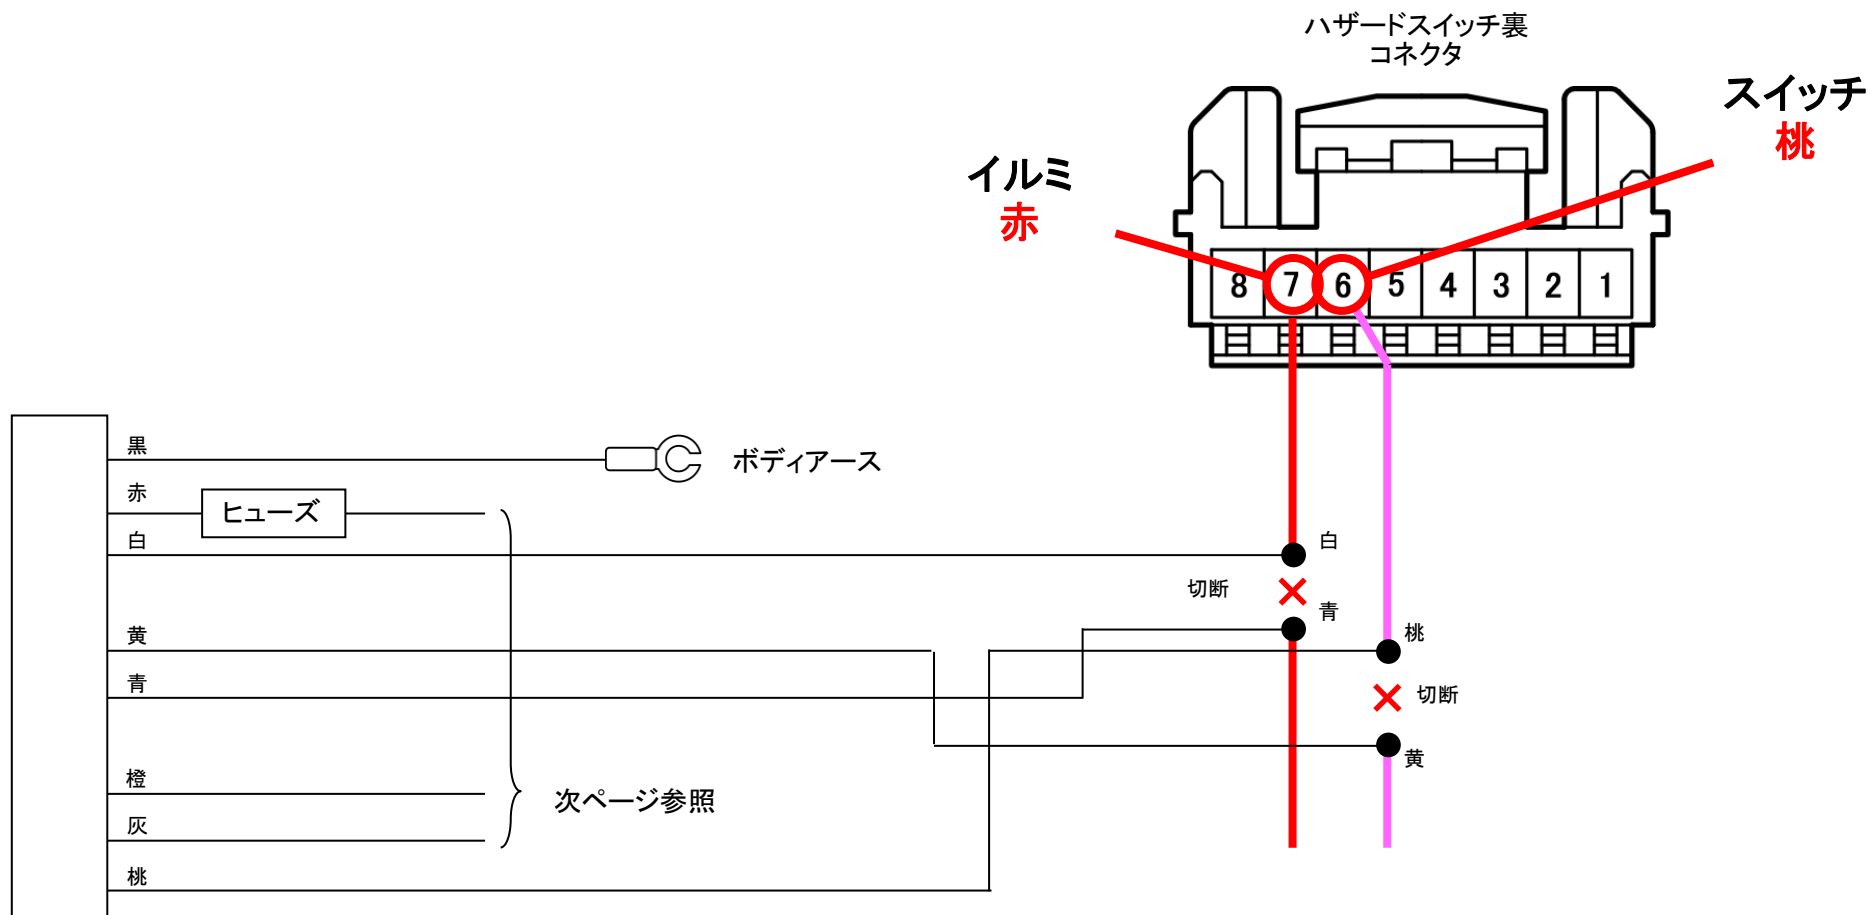 ハザードスイッチ裏
コネクタ
スイッチ
桃
イルミ
赤
8 7 6 5 4 3 2 1
黒
ボディアース
赤
ヒューズ
白
白
切断
青
黄
桃
青
切断
黄
橙
次ページ参照
灰
桃